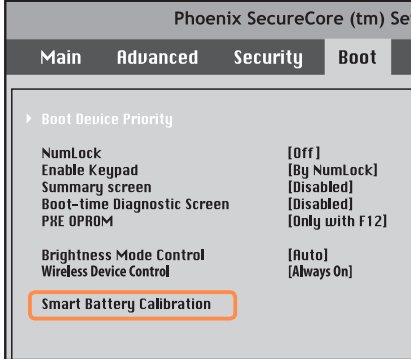 Phoenix SecureCore (tm) Se
Main Advanced Security Boot
Boot Device Priority
NumLock [Off]
Enable Keypad [By NumLock]
Summary screen [Disabled]
Boot-time Diagnostic Screen [Disabled]
PXE OPROM [Only with F12]
Brightness Mode Control [Auto]
Wireless Device Control [Always On]
Smart Battery Calibration